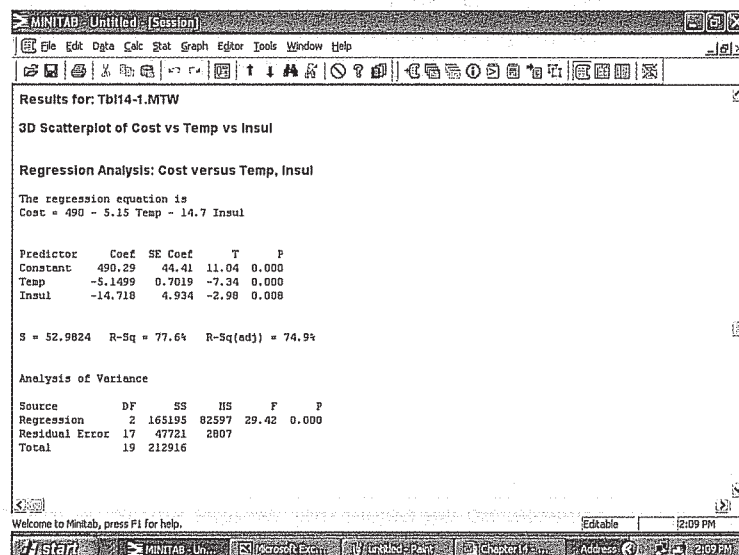 MINITAB - Untitled - [Session]
File Edit Data Calc Stat Graph Editor Tools Window Help
Results for: Tbl14-1.MTW
3D Scatterplot of Cost vs Temp vs Insul
Regression Analysis: Cost versus Temp, Insul
The regression equation is
Cost = 490 - 5.15 Temp - 14.7 Insul
Predictor Coef SE Coef T P
Constant 490.29 44.41 11.04 0.000
Temp -5.1499 0.7019 -7.34 0.000
Insul -14.718 4.934 -2.98 0.008
S = 52.9824 R-Sq = 77.6% R-Sq(adj) = 74.9%
Analysis of Variance
Source DF SS MS F P
Regression 2 165195 82597 29.42 0.000
Residual Error 17 47721 2807
Total 19 212916
Welcome to Minitab, press F1 for help. Editable 2:09 PM
start MINITAB - Un... Microsoft Exc... untitled - Paint Chapter 14 Address 2:09 PM